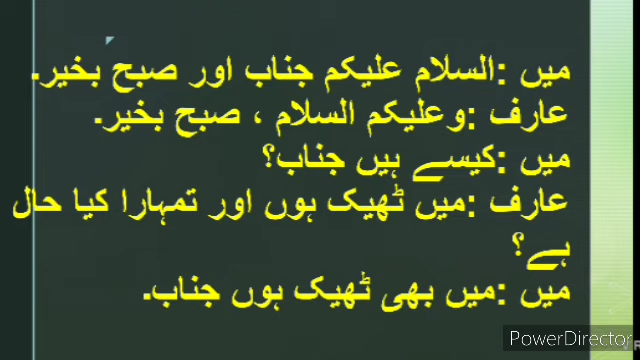 میں :السلام علیکم جناب اور صبح بخیر۔
عارف :وعلیکم السلام ، صبح بخیر۔
میں :کیسے ہیں جناب؟
عارف :میں ٹھیک ہوں اور تمہارا کیا حال
ہے؟
میں :میں بھی ٹھیک ہوں جناب۔
PowerDirector